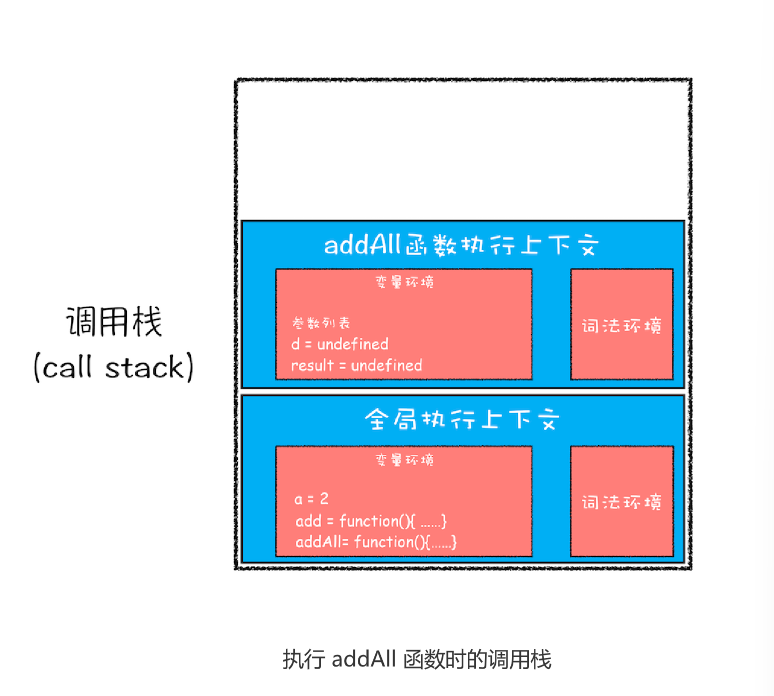 addAll函数执行上下文
变量环境
参数列表
d = undefined
result = undefined
词法环境
调用栈
(call stack)
全局执行上下文
变量环境
a = 2
add = function(){ ......}
addAll= function(){......}
词法环境
执行 addAll 函数时的调用栈